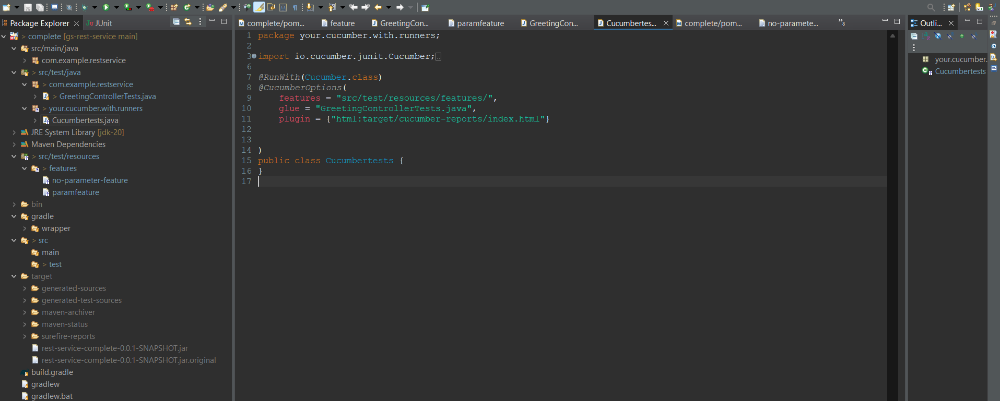 Package Explorer
JUnit
complete/pom...
feature
GreetingCon...
paramfeature
GreetingCon...
Cucumbertes...
complete/pom...
no-paramete...
»8
Outli...
> complete [gs-rest-service main]
src/main/java
com.example.restservice
> src/test/java
> com.example.restservice
> GreetingControllerTests.java
> your.cucumber.with.runners
Cucumbertests.java
JRE System Library [jdk-20]
Maven Dependencies
> src/test/resources
> features
no-parameter-feature
paramfeature
bin
gradle
wrapper
> src
main
> test
target
generated-sources
generated-test-sources
maven-archiver
maven-status
surefire-reports
rest-service-complete-0.0.1-SNAPSHOT.jar
rest-service-complete-0.0.1-SNAPSHOT.jar.original
build.gradle
gradlew
gradlew.bat
1 package your.cucumber.with.runners;
2
3 import io.cucumber.junit.Cucumber;
6
7 @RunWith(Cucumber.class)
8 @CucumberOptions(
9 features = "src/test/resources/features/",
10 glue = "GreetingControllerTests.java",
11 plugin = {"html:target/cucumber-reports/index.html"}
12
13
14 )
15 public class Cucumbertests {
16 }
17
your.cucumber.
Cucumbertests